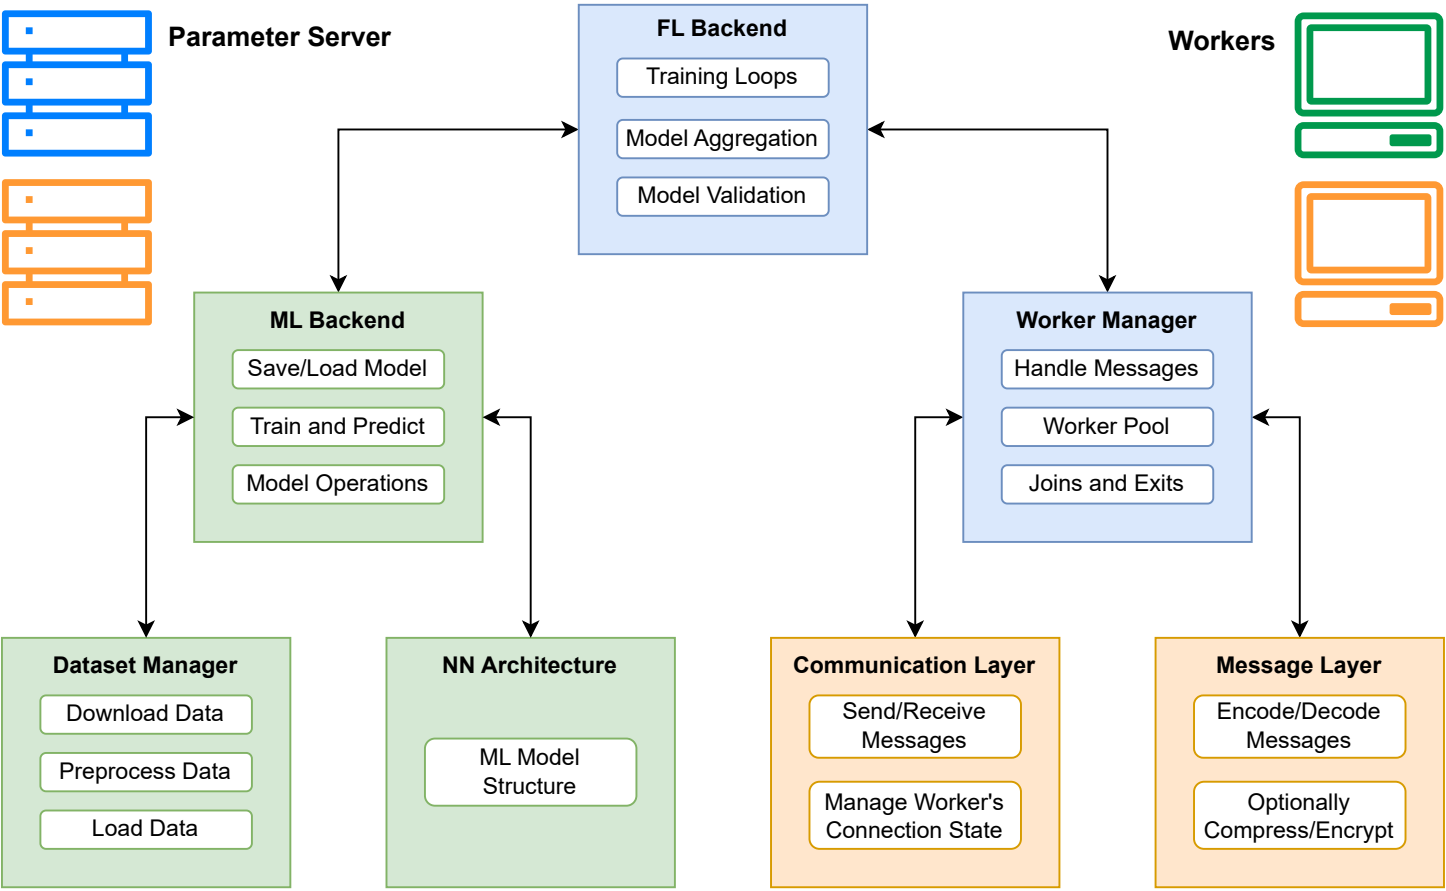 Parameter Server
FL Backend
Training Loops
Model Aggregation
Model Validation
Workers
ML Backend
Save/Load Model
Train and Predict
Model Operations
Worker Manager
Handle Messages
Worker Pool
Joins and Exits
Dataset Manager
Download Data
Preprocess Data
Load Data
NN Architecture
ML Model
Structure
Communication Layer
Send/Receive
Messages
Manage Worker's
Connection State
Message Layer
Encode/Decode
Messages
Optionally
Compress/Encrypt